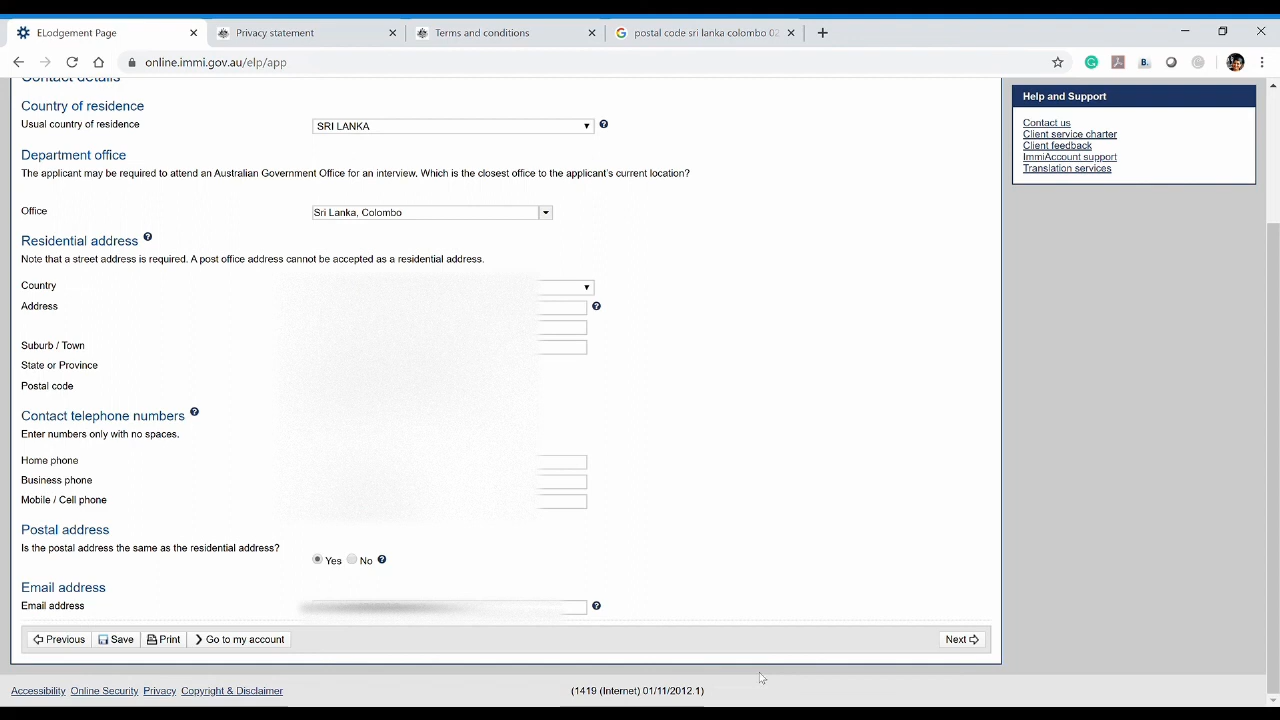 ELodgement Page
Privacy statement
Terms and conditions
postal code sri lanka colombo 02
online.immi.gov.au/elp/app
Contact details
Country of residence
Usual country of residence
SRI LANKA
Department office
The applicant may be required to attend an Australian Government Office for an interview. Which is the closest office to the applicant's current location?
Office
Sri Lanka, Colombo
Residential address
Note that a street address is required. A post office address cannot be accepted as a residential address.
Country
Address
Suburb / Town
State or Province
Postal code
Contact telephone numbers
Enter numbers only with no spaces.
Home phone
Business phone
Mobile / Cell phone
Postal address
Is the postal address the same as the residential address?
Yes No
Email address
Email address
Previous Save Print Go to my account Next
Help and Support
Contact us
Client service charter
Client feedback
ImmiAccount support
Translation services
Accessibility Online Security Privacy Copyright & Disclaimer
(1419 (Internet) 01/11/2012.1)